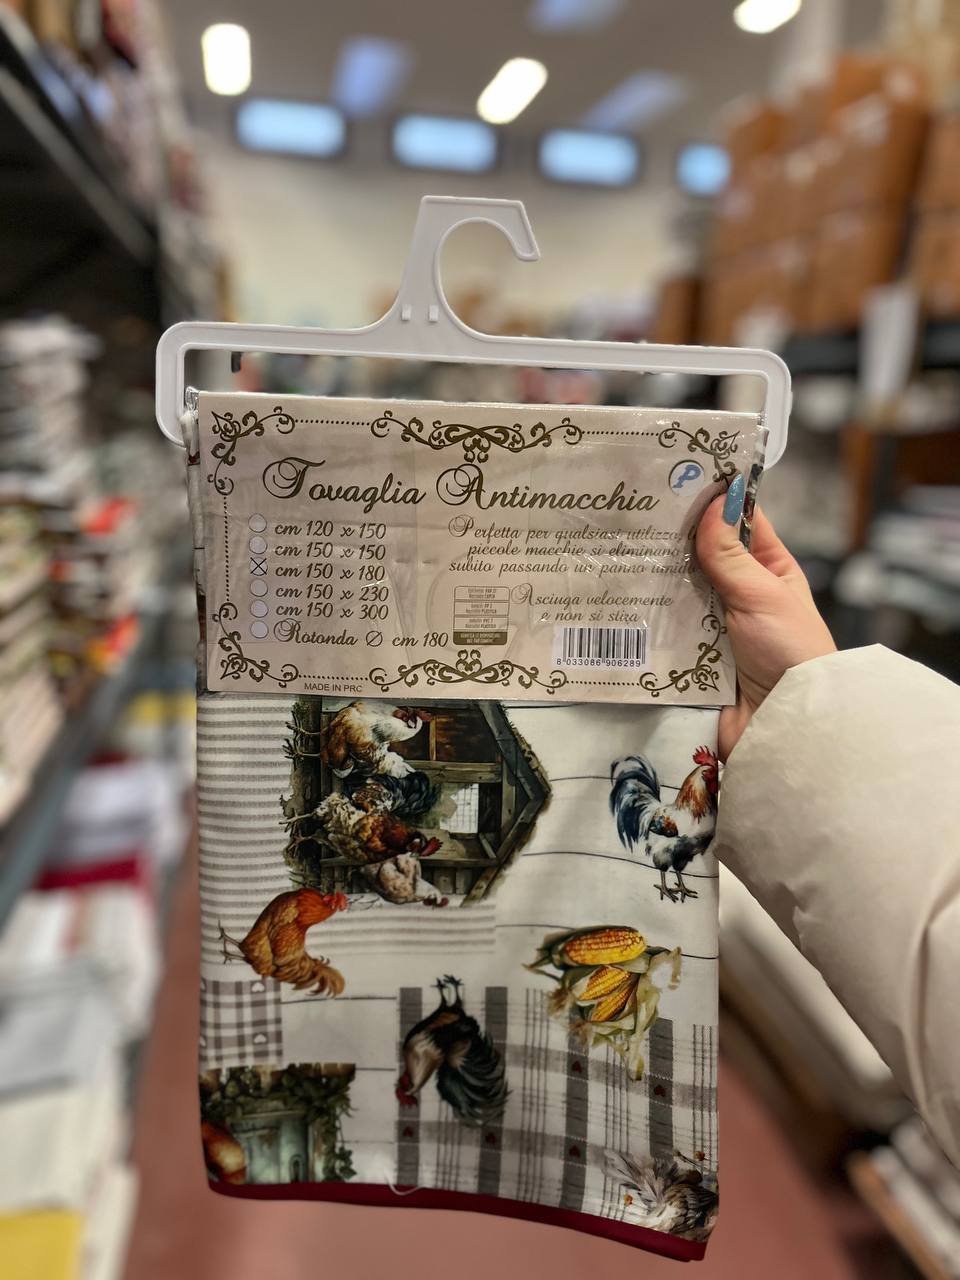 Tovaglia Antimacchia
P
cm 120 x 150
cm 150 x 150
cm 150 x 180
cm 150 x 230
cm 150 x 300
Rotonda Ø cm 180
Perfetta per qualsiasi utilizzo,
piccole macchie si eliminano
subito passando un panno umido
Asciuga velocemente
e non si stira
8 033086 906289
MADE IN PRC